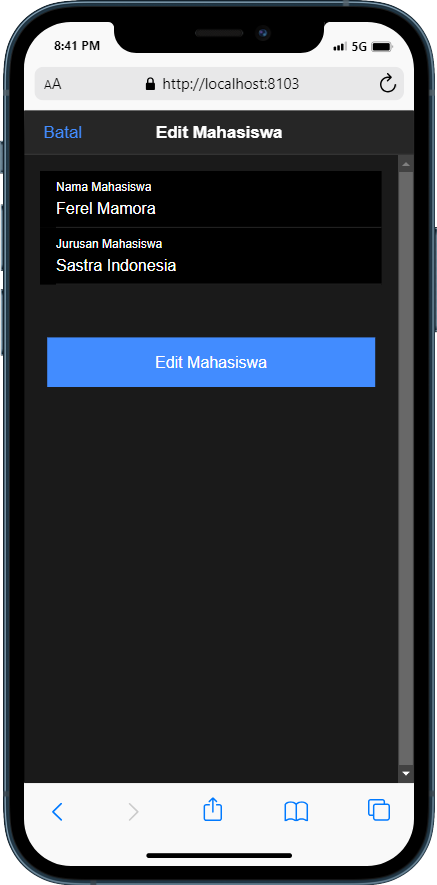 8:41 PM
5G
AA
http://localhost:8103
Batal
Edit Mahasiswa
Nama Mahasiswa
Ferel Mamora
Jurusan Mahasiswa
Sastra Indonesia
Edit Mahasiswa